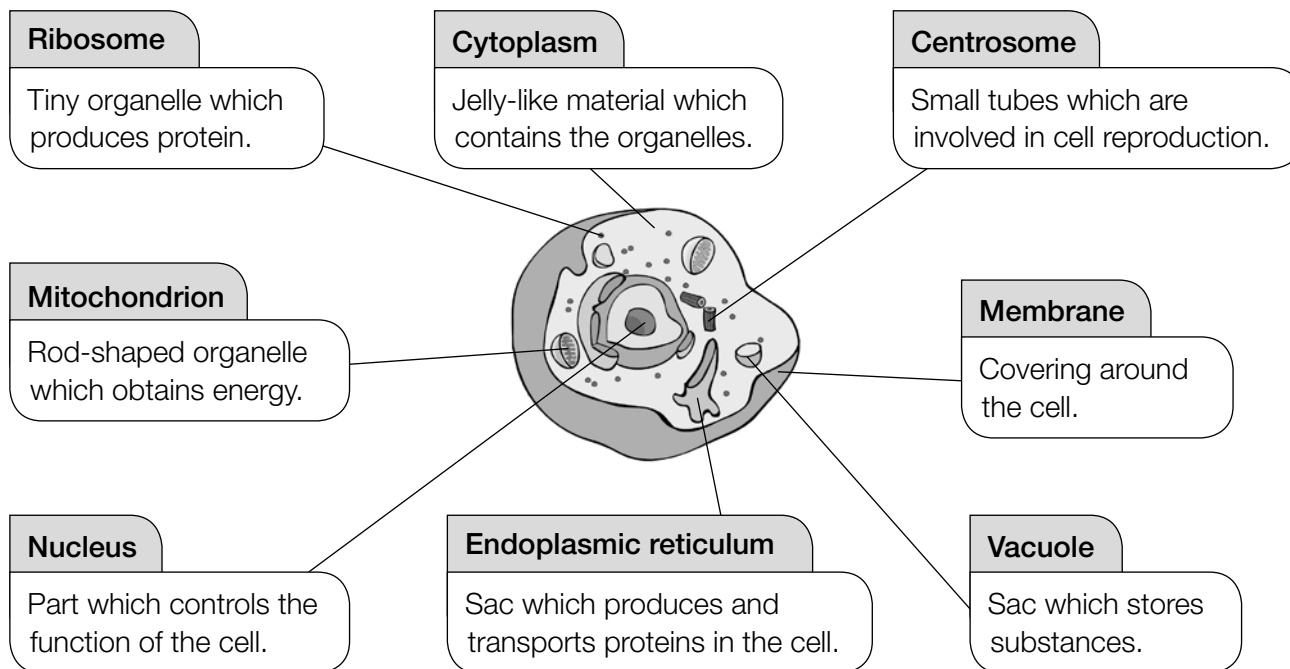 Ribosome
Tiny organelle which
produces protein.
Cytoplasm
Jelly-like material which
contains the organelles.
Centrosome
Small tubes which are
involved in cell reproduction.
Mitochondrion
Rod-shaped organelle
which obtains energy.
Membrane
Covering around
the cell.
Nucleus
Part which controls the
function of the cell.
Endoplasmic reticulum
Sac which produces and
transports proteins in the cell.
Vacuole
Sac which stores
substances.